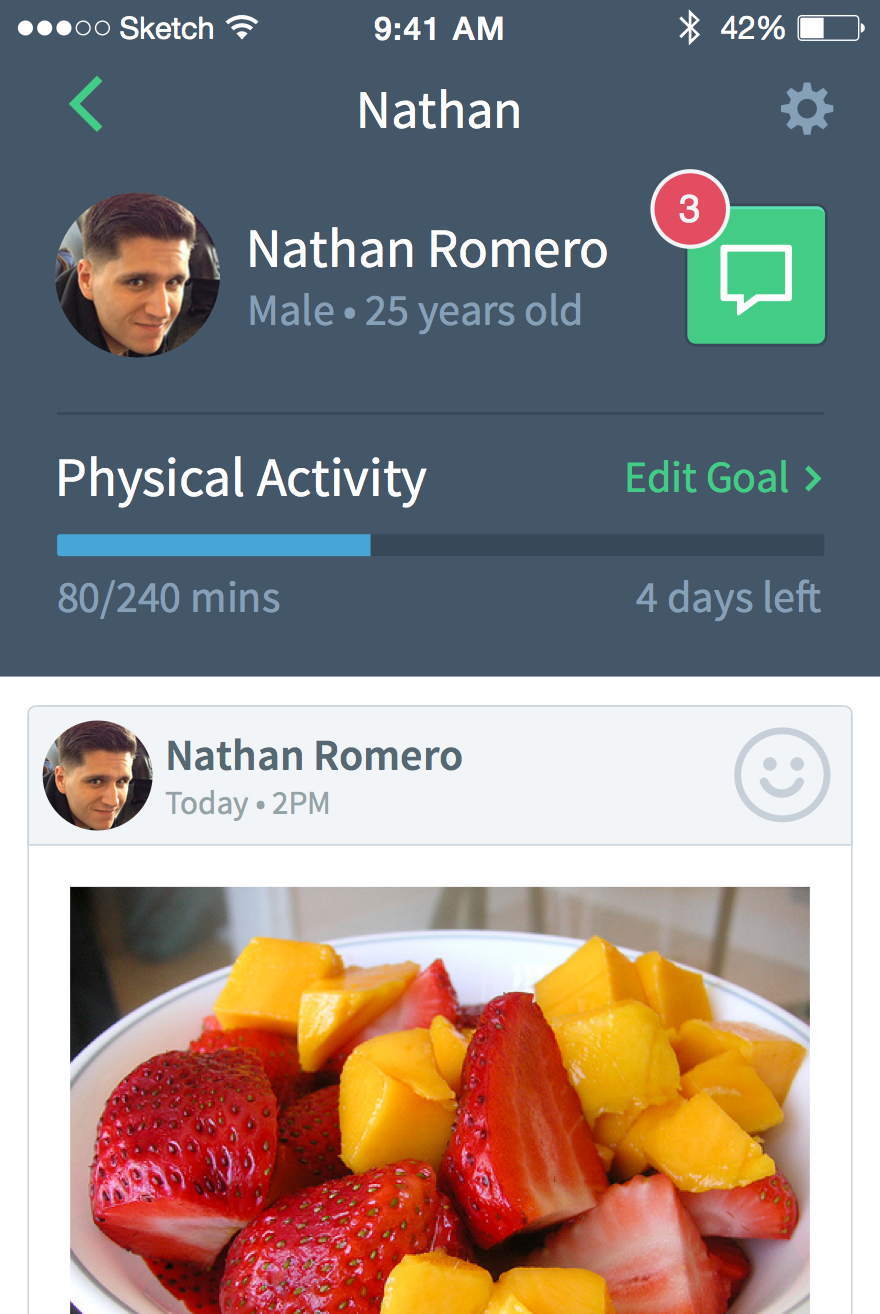 Sketch 9:41 AM 42%
Nathan
3
Nathan Romero
Male • 25 years old
Physical Activity Edit Goal >
80/240 mins 4 days left
Nathan Romero
Today • 2PM